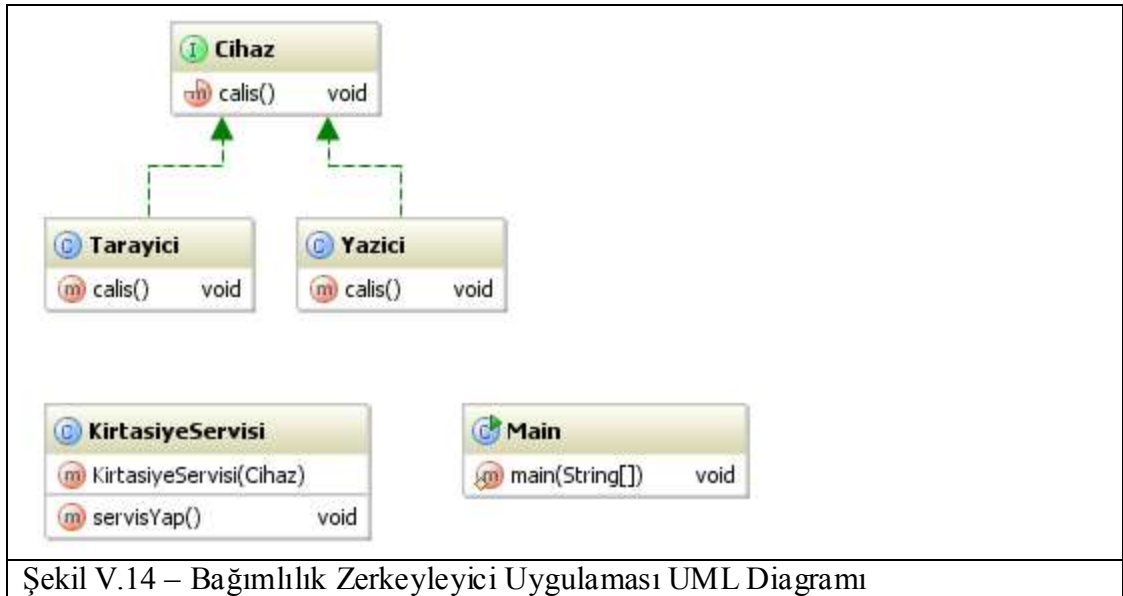 Cihaz
calis() void
Tarayici
calis() void
Yazici
calis() void
KirtasiyeServisi
KirtasiyeServisi(Cihaz)
servisYap() void
Main
main(String[]) void
Şekil V.14 – Bağımlılık Zerkeyleyici Uygulaması UML Diagramı